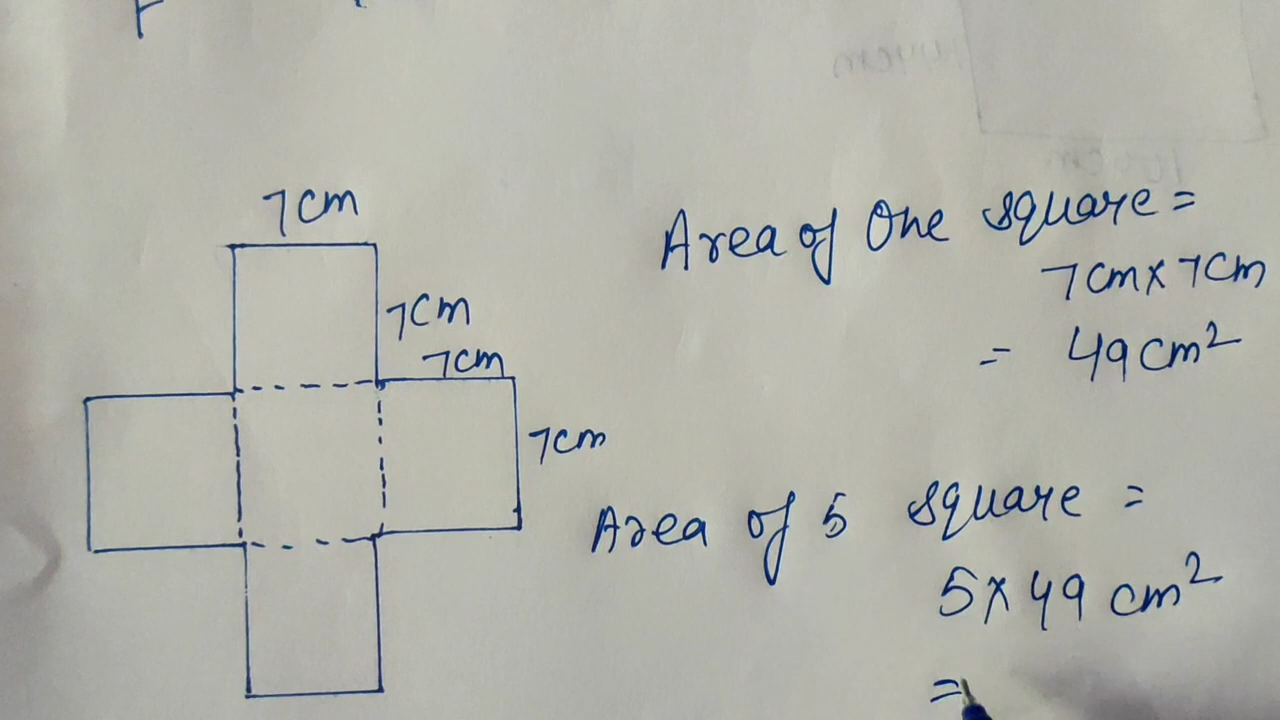 7cm
7cm
7cm
7cm
Area of One square =
7cm x 7cm
= 49 cm²
Area of 5 square =
5 x 49 cm²
=